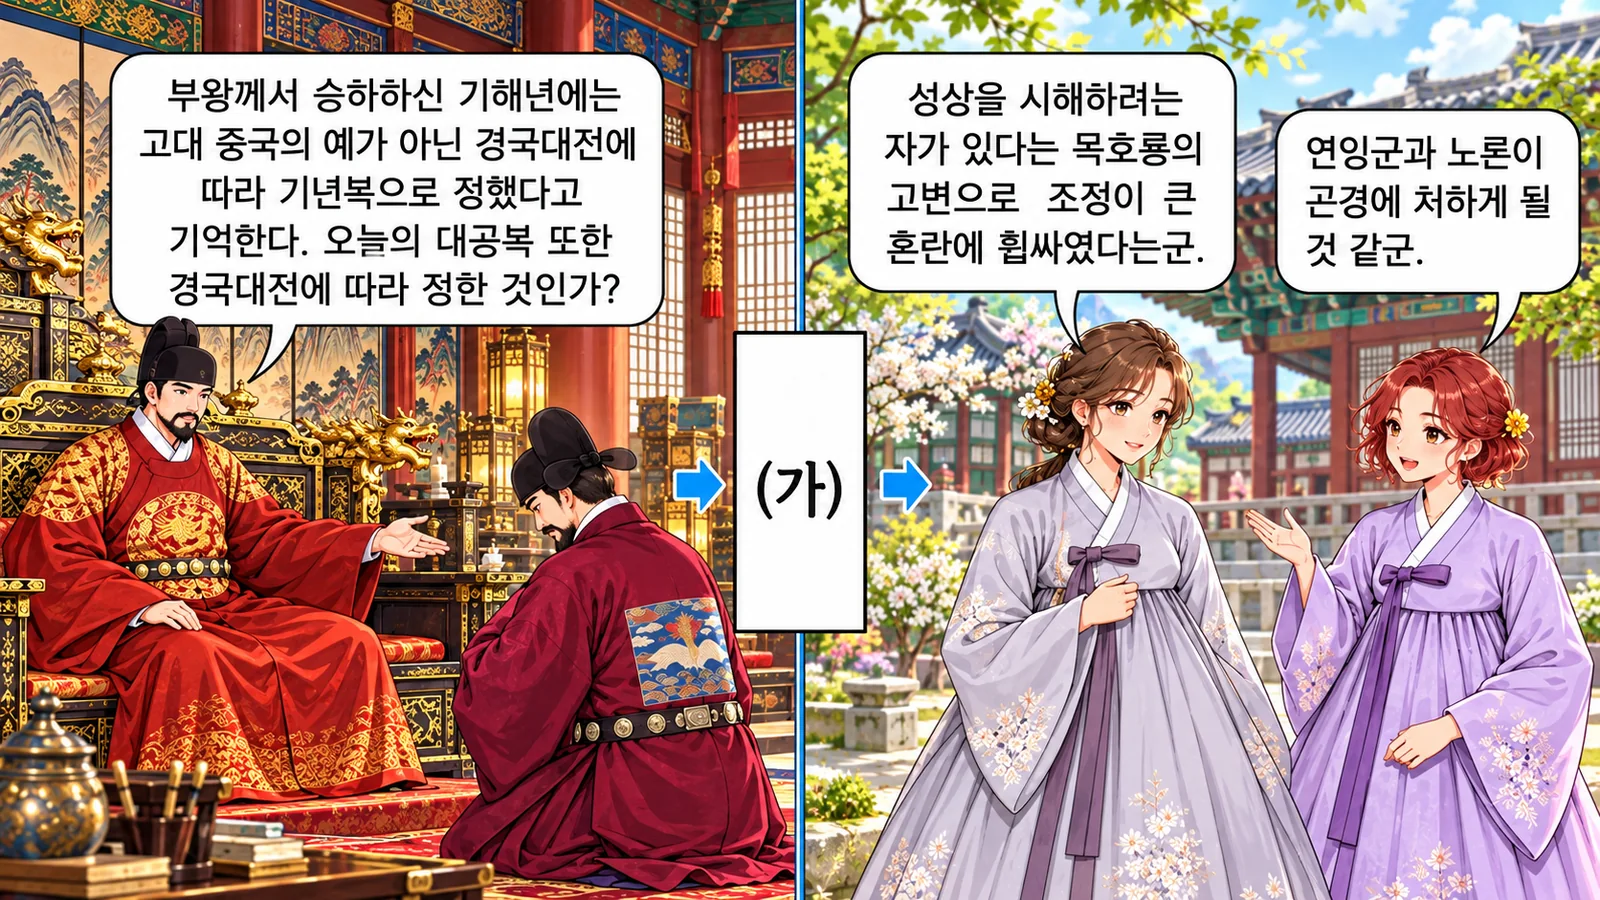 부왕께서 승하하신 기해년에는
고대 중국의 예가 아닌 경국대전에
따라 기년복으로 정했다고
기억한다. 오늘의 대공복 또한
경국대전에 따라 정한 것인가?
(가)
성상을 시해하려는
자가 있다는 목호룡의
고변으로 조정이 큰
혼란에 휩싸였다는군.
연잉군과 노론이
곤경에 처하게 될
것 같군.